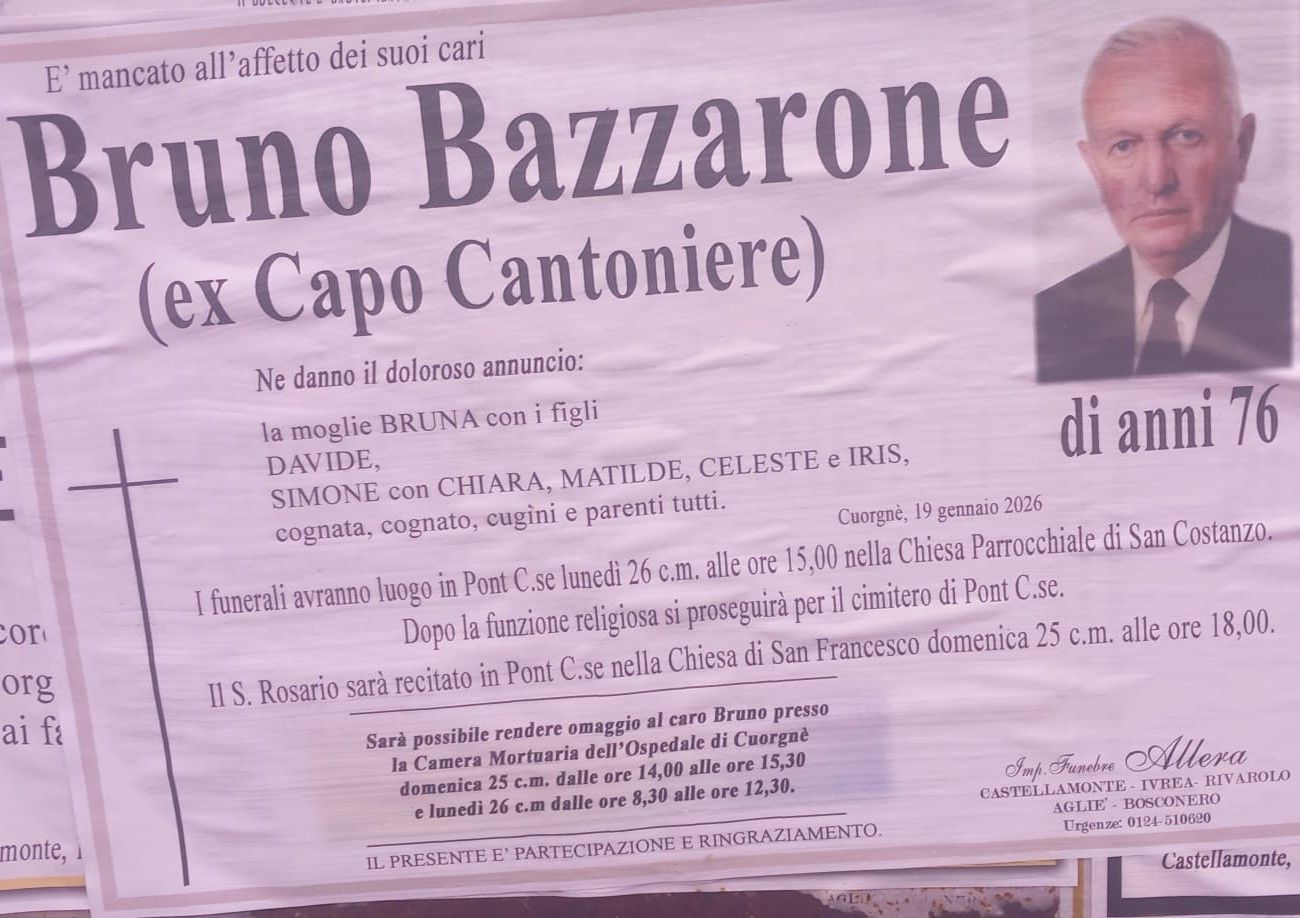 E' mancato all'affetto dei suoi cari
Bruno Bazzarone
(ex Capo Cantoniere)
di anni 76
Ne danno il doloroso annuncio:
la moglie BRUNA con i figli
DAVIDE,
SIMONE con CHIARA, MATILDE, CELESTE e IRIS,
cognata, cognato, cugini e parenti tutti.
Cuorgnè, 19 gennaio 2026
I funerali avranno luogo in Pont C.se lunedì 26 c.m. alle ore 15,00 nella Chiesa Parrocchiale di San Costanzo.
Dopo la funzione religiosa si proseguirà per il cimitero di Pont C.se.
Il S. Rosario sarà recitato in Pont C.se nella Chiesa di San Francesco domenica 25 c.m. alle ore 18,00.
Sarà possibile rendere omaggio al caro Bruno presso
la Camera Mortuaria dell'Ospedale di Cuorgnè
domenica 25 c.m. dalle ore 14,00 alle ore 15,30
e lunedì 26 c.m dalle ore 8,30 alle ore 12,30.
IL PRESENTE E' PARTECIPAZIONE E RINGRAZIAMENTO.
Imp. Funebre Allera
CASTELLAMONTE - IVREA- RIVAROLO
AGLIE' - BOSCONERO
Urgenze: 0124-510620
Castellamonte,